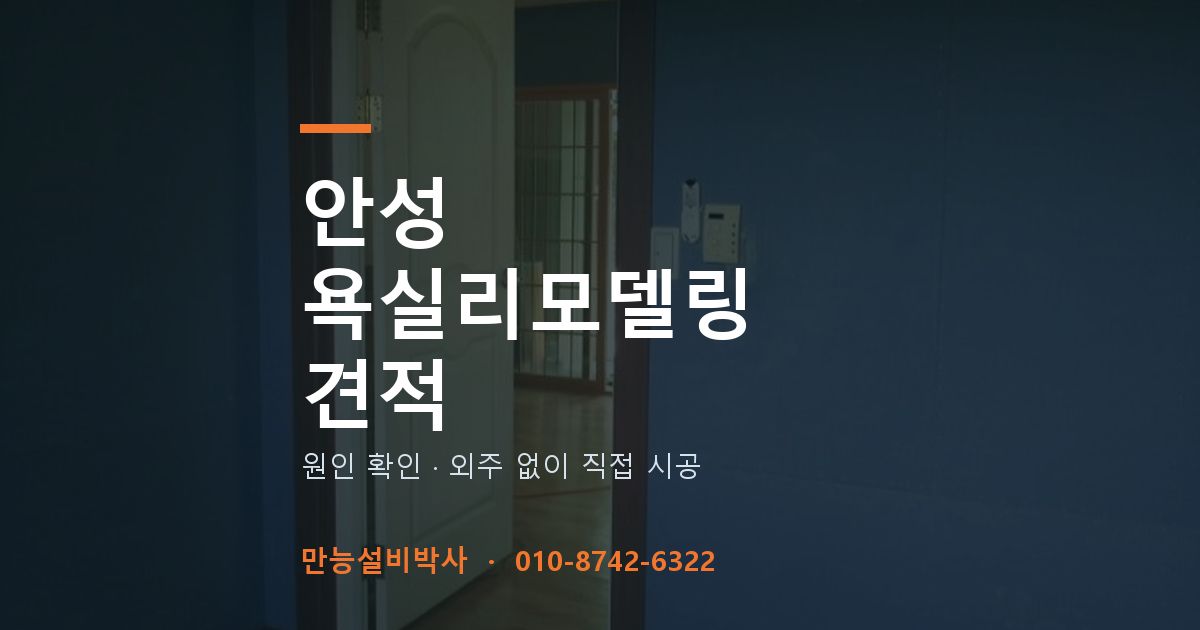 안성
욕실리모델링
견적
원인 확인 · 외주 없이 직접 시공
만능설비박사 · 010-8742-6322